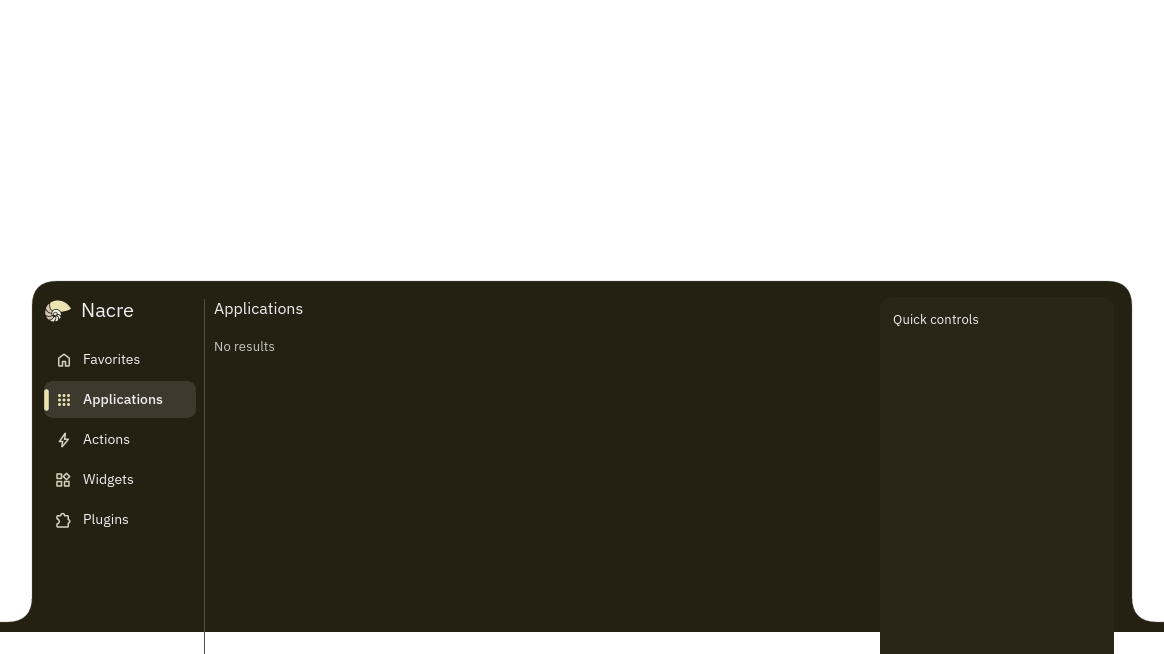 Nacre
Favorites
Applications
Actions
Widgets
Plugins
Applications
No results
Quick controls